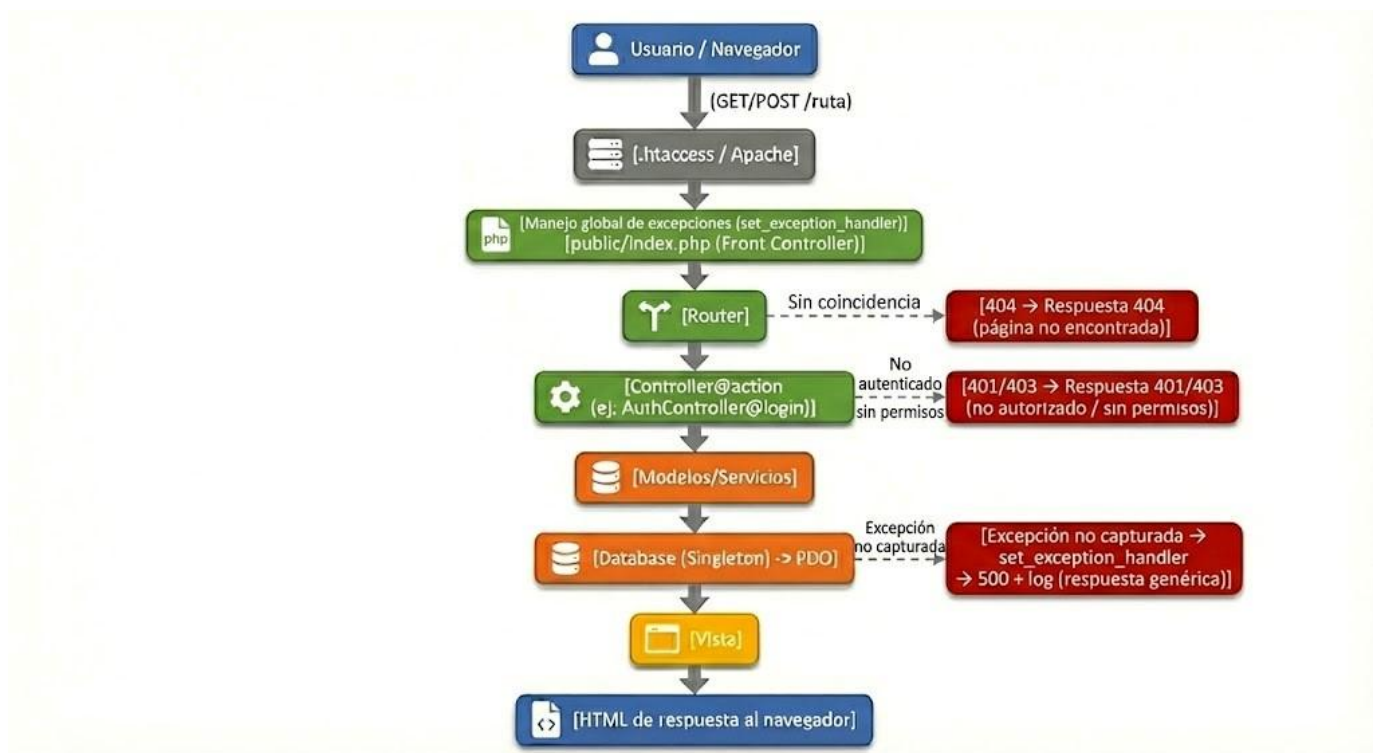 Usuario / Navegador
(GET/POST /ruta)
[.htaccess / Apache]
php
[Manejo global de excepciones (set_exception_handler)]
[public/index.php (Front Controller)]
[Router]
Sin coincidencia
[404 → Respuesta 404
(página no encontrada)]
[Controller@action
(ej: AuthController@login)]
No
autenticado
sin permisos
[401/403 → Respuesta 401/403
(no autorizado / sin permisos)]
[Modelos/Servicios]
[Database (Singleton) -> PDO]
Excepción
no capturada
[Excepción no capturada →
set_exception_handler
→ 500 + log (respuesta genérica)]
[Vista]
[HTML de respuesta al navegador]